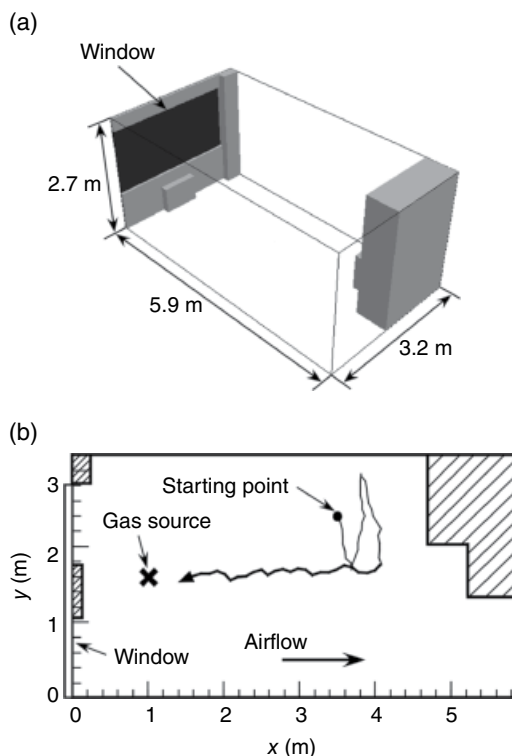 (a)
Window
2.7 m
5.9 m
3.2 m
(b)
3
Starting point
Gas source
2
y (m)
1
Airflow
Window
0
0 1 2 3 4 5
x (m)